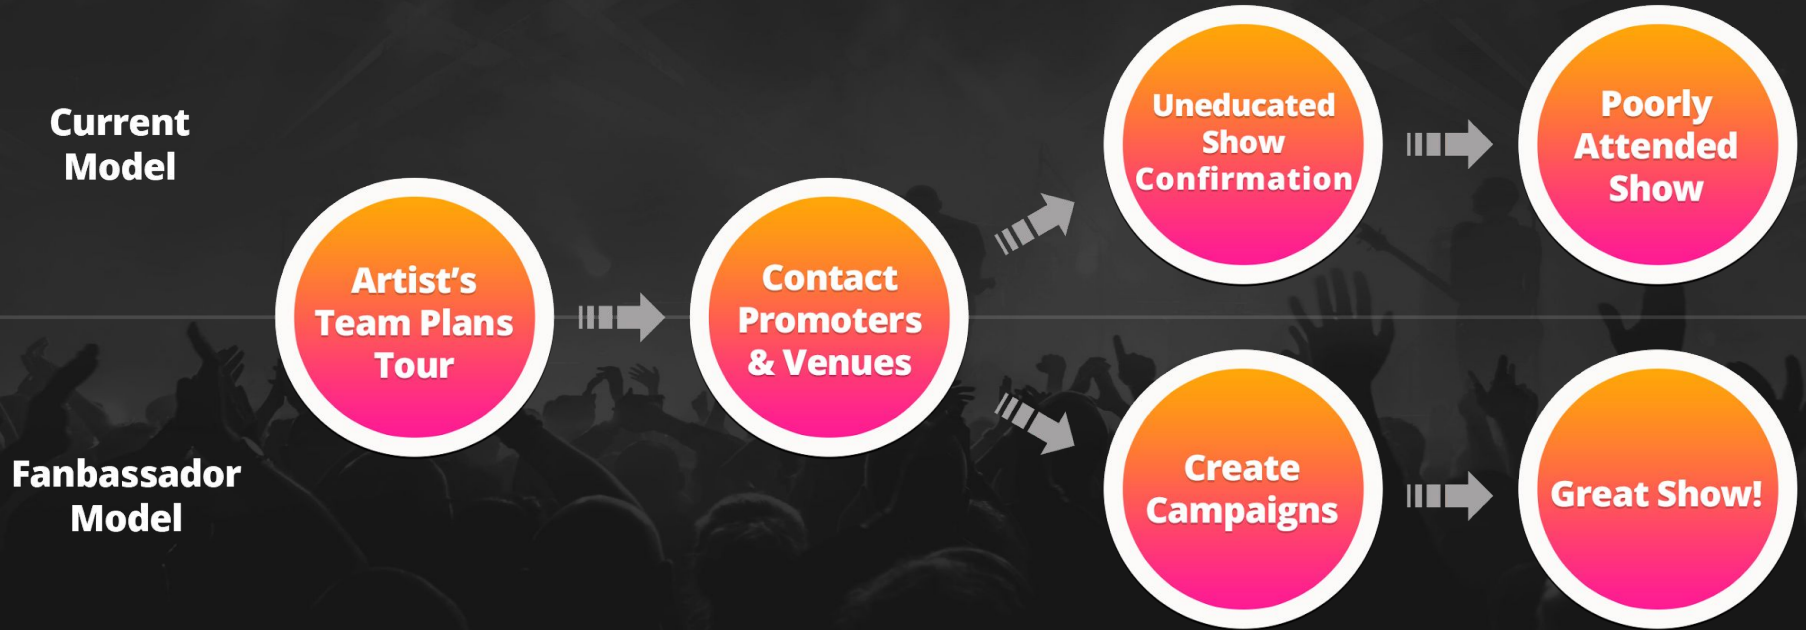 Current
Model
Artist’s
Team Plans
Tour
Contact
Promoters
& Venues
Uneducated
Show
Confirmation
Poorly
Attended
Show
Fanbassador
Model
Create
Campaigns
Great Show!